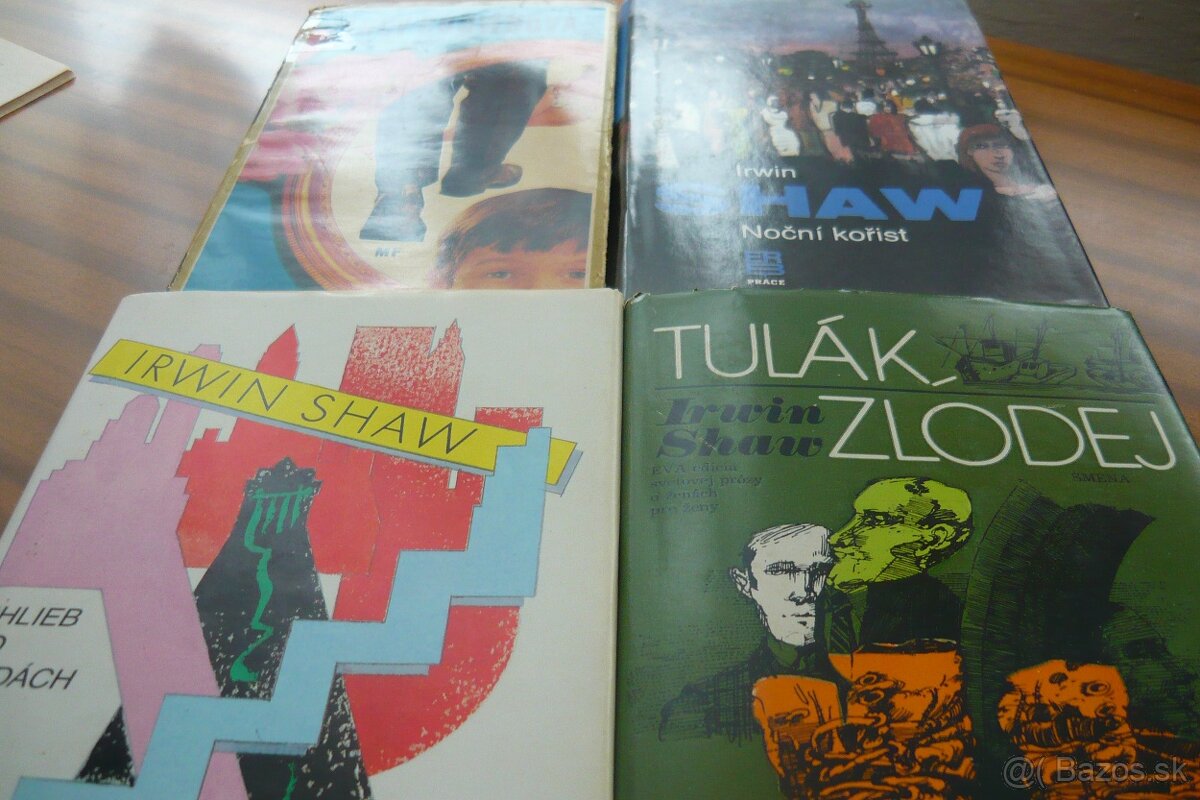 Irwin
SHAW
Noční kořist
ERB
PRÁCE
IRWIN SHAW
HLIEB
DÁCH
TULÁK,
ZLODEJ
Irwin
Shaw
EVA edícia
svetovej prózy
o ženách
pre ženy
SMENA
@( Bazos.sk